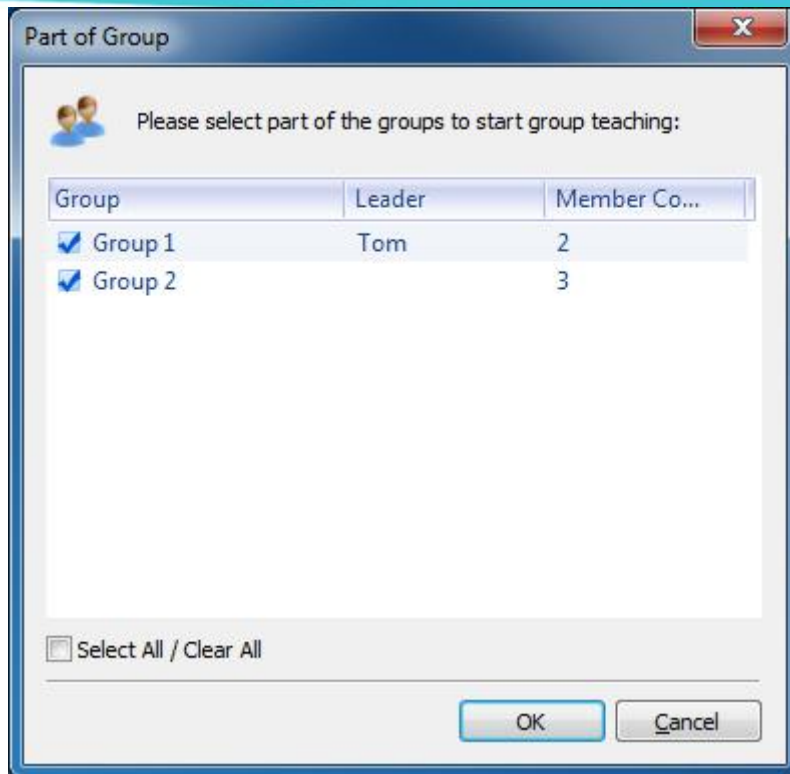 Part of Group
Please select part of the groups to start group teaching:
Group Leader Member Co...
Group 1 Tom 2
Group 2 3
Select All / Clear All
OK Cancel